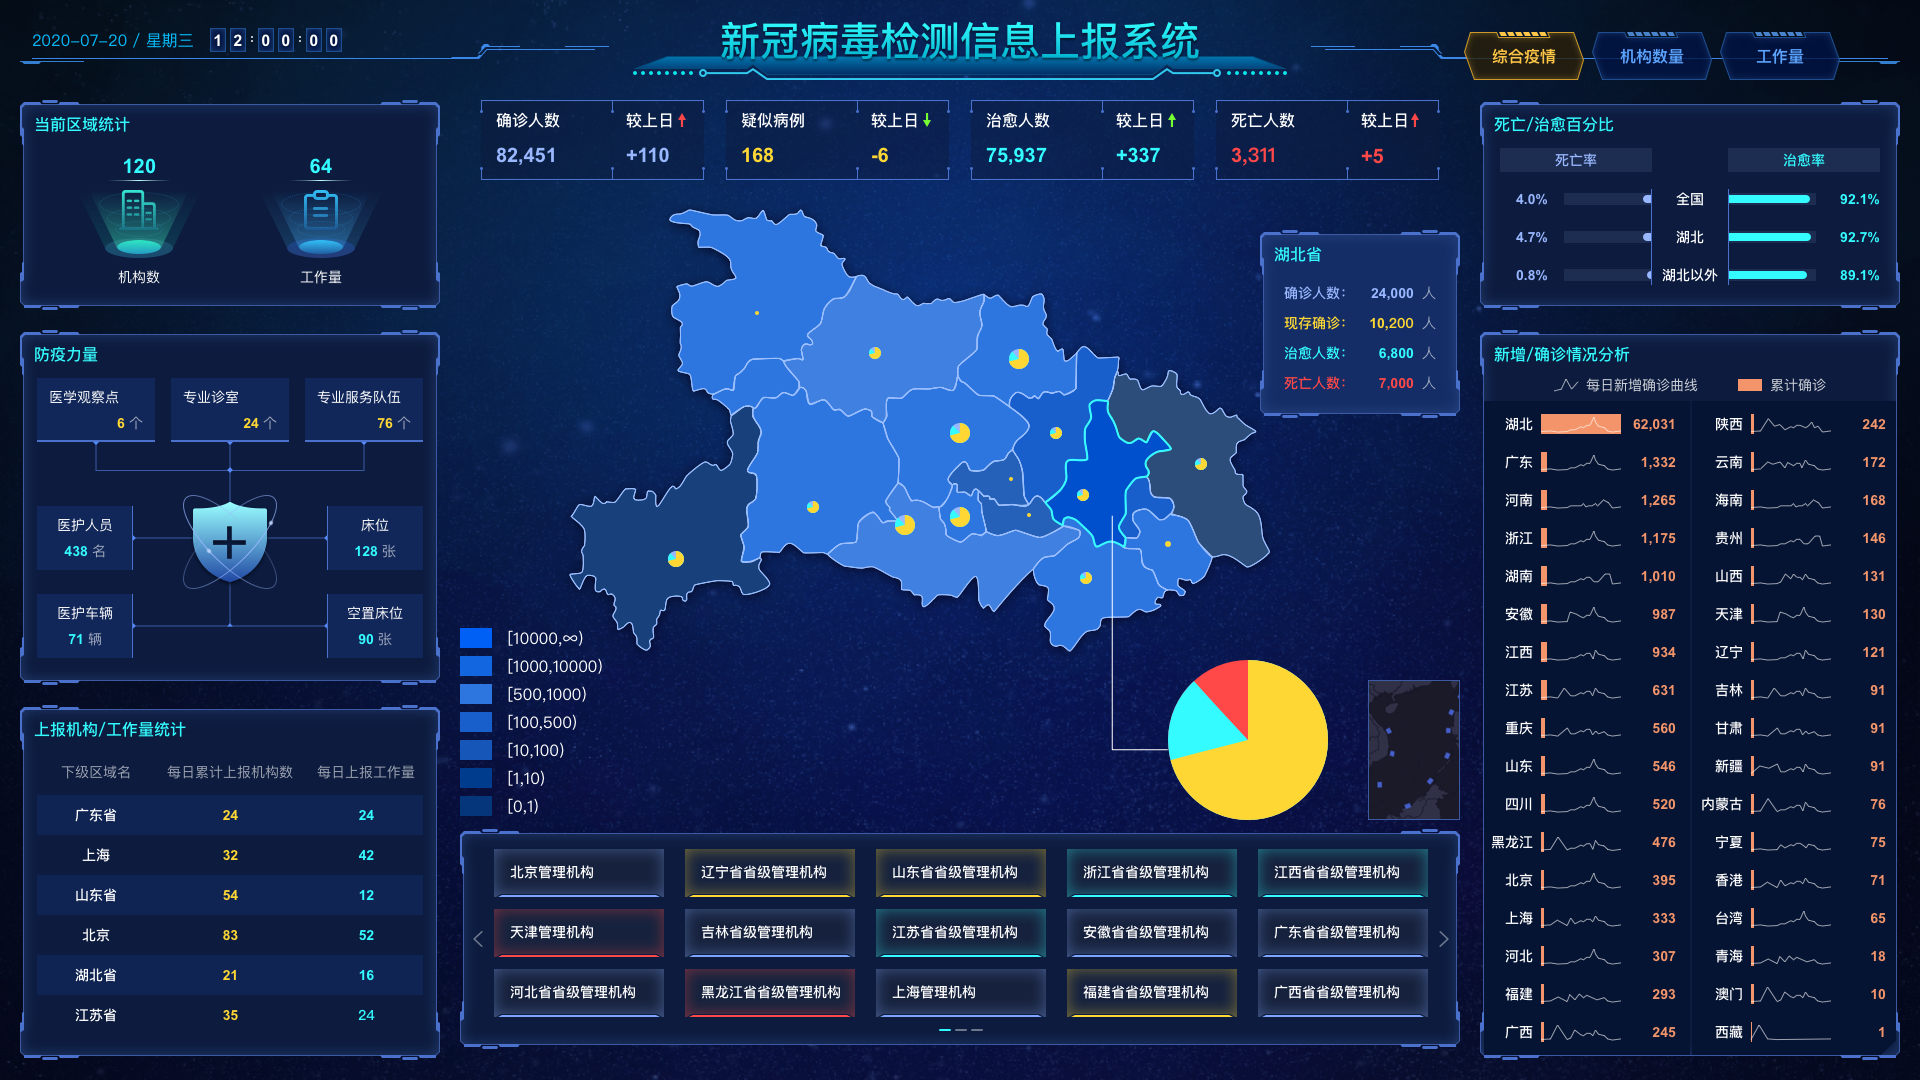 2020-07-20 / 星期三 12:00:00
新冠病毒检测信息上报系统
综合疫情 机构数量 工作量
当前区域统计
120 64
机构数 工作量
防疫力量
医学观察点 专业诊室 专业服务队伍
6 个 24 个 76 个
医护人员 床位
438 名 128 张
医护车辆 空置床位
71 辆 90 张
上报机构/工作量统计
下级区域名 每日累计上报机构数 每日上报工作量
广东省 24 24
上海 32 42
山东省 54 12
北京 83 52
湖北省 21 16
江苏省 35 24
确诊人数 较上日 疑似病例 较上日 治愈人数 较上日 死亡人数 较上日
82,451 +110 168 -6 75,937 +337 3,311 +5
湖北省
确诊人数: 24,000 人
现存确诊: 10,200 人
治愈人数: 6,800 人
死亡人数: 7,000 人
[10000,∞)
[1000,10000)
[500,1000)
[100,500)
[10,100)
[1,10)
[0,1)
北京管理机构 辽宁省省级管理机构 山东省省级管理机构 浙江省省级管理机构 江西省省级管理机构
天津管理机构 吉林省级管理机构 江苏省省级管理机构 安徽省省级管理机构 广东省省级管理机构
河北省省级管理机构 黑龙江省省级管理机构 上海管理机构 福建省省级管理机构 广西省省级管理机构
死亡/治愈百分比
死亡率 治愈率
4.0% 全国 92.1%
4.7% 湖北 92.7%
0.8% 湖北以外 89.1%
新增/确诊情况分析
每日新增确诊曲线 累计确诊
湖北 62,031 陕西 242
广东 1,332 云南 172
河南 1,265 海南 168
浙江 1,175 贵州 146
湖南 1,010 山西 131
安徽 987 天津 130
江西 934 辽宁 121
江苏 631 吉林 91
重庆 560 甘肃 91
山东 546 新疆 91
四川 520 内蒙古 76
黑龙江 476 宁夏 75
北京 395 香港 71
上海 333 台湾 65
河北 307 青海 18
福建 293 澳门 10
广西 245 西藏 1